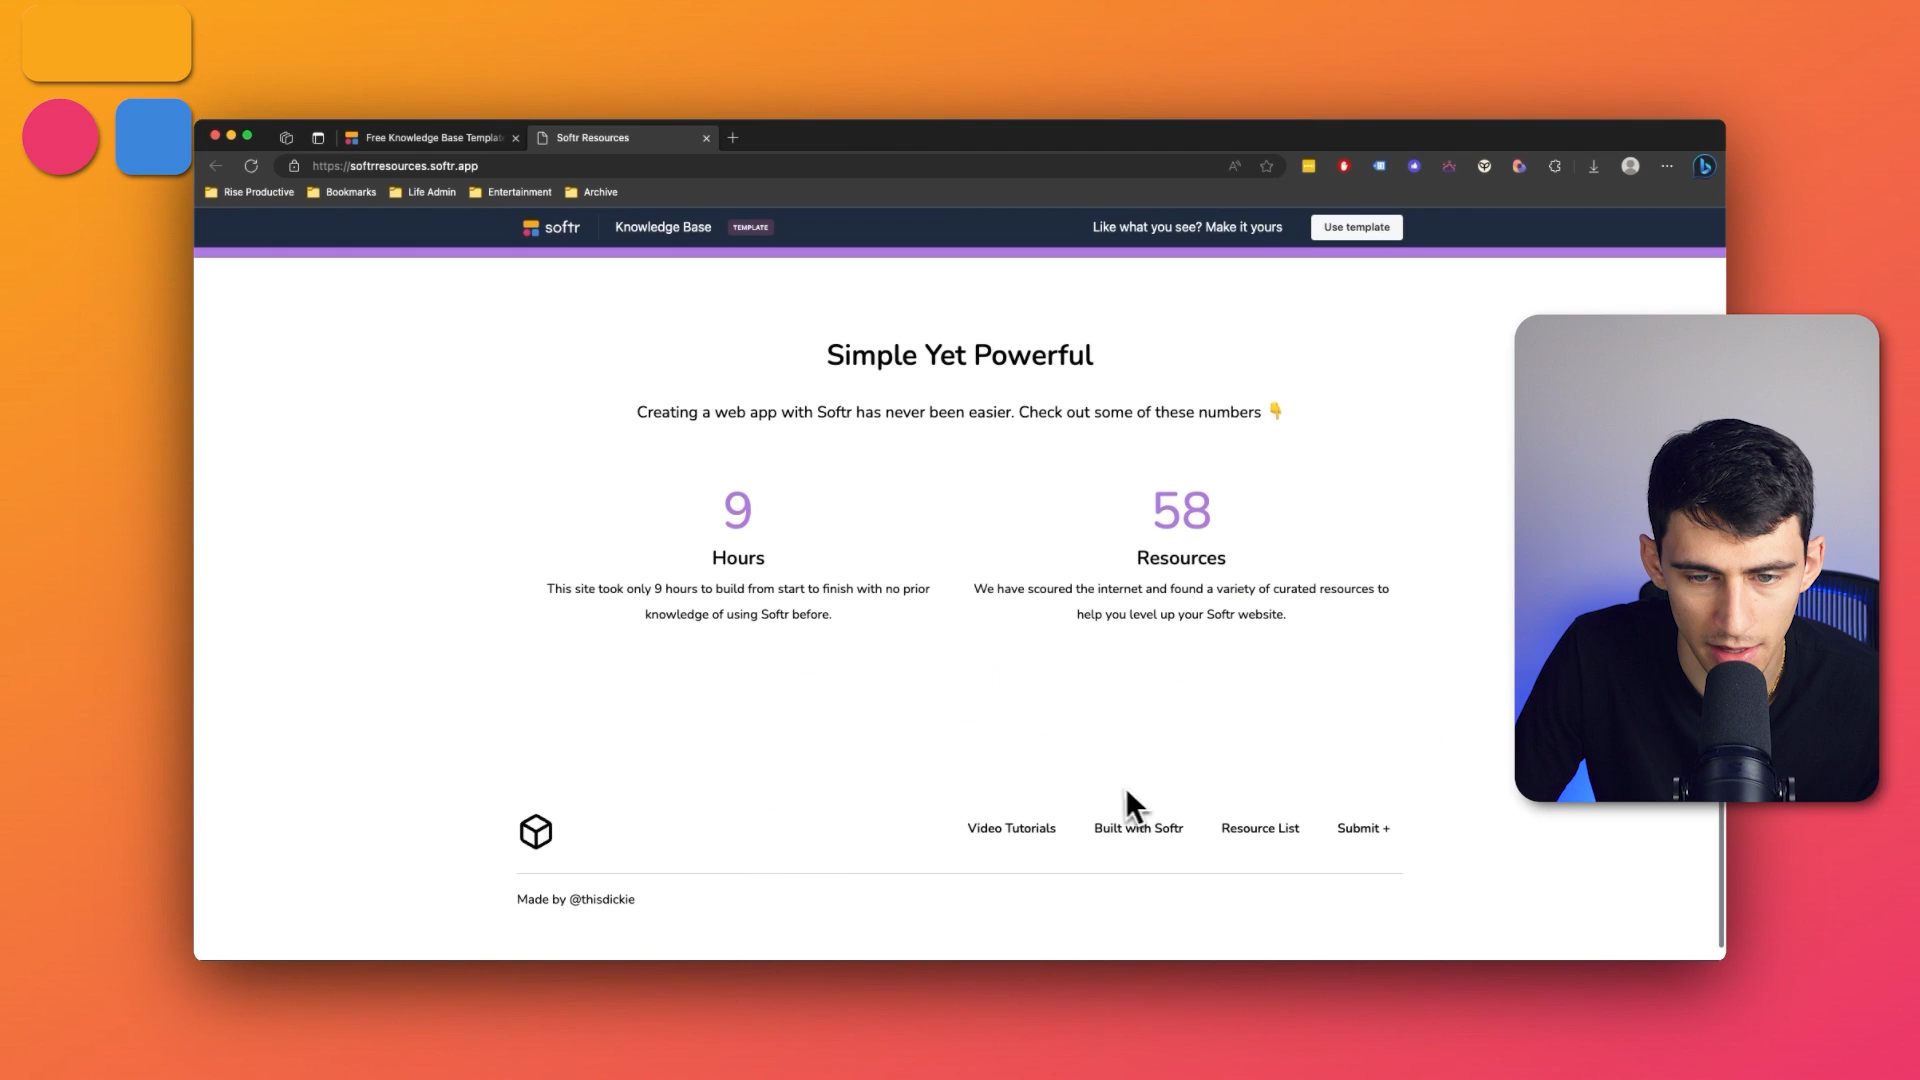 Free Knowledge Base Templat
Softr Resources
https://softrresources.softr.app
Rise Productive
Bookmarks
Life Admin
Entertainment
Archive
softr
Knowledge Base
TEMPLATE
Like what you see? Make it yours
Use template
Simple Yet Powerful
Creating a web app with Softr has never been easier. Check out some of these numbers 👇
9
Hours
This site took only 9 hours to build from start to finish with no prior
knowledge of using Softr before.
58
Resources
We have scoured the internet and found a variety of curated resources to
help you level up your Softr website.
Video Tutorials
Built with Softr
Resource List
Submit +
Made by @thisdickie